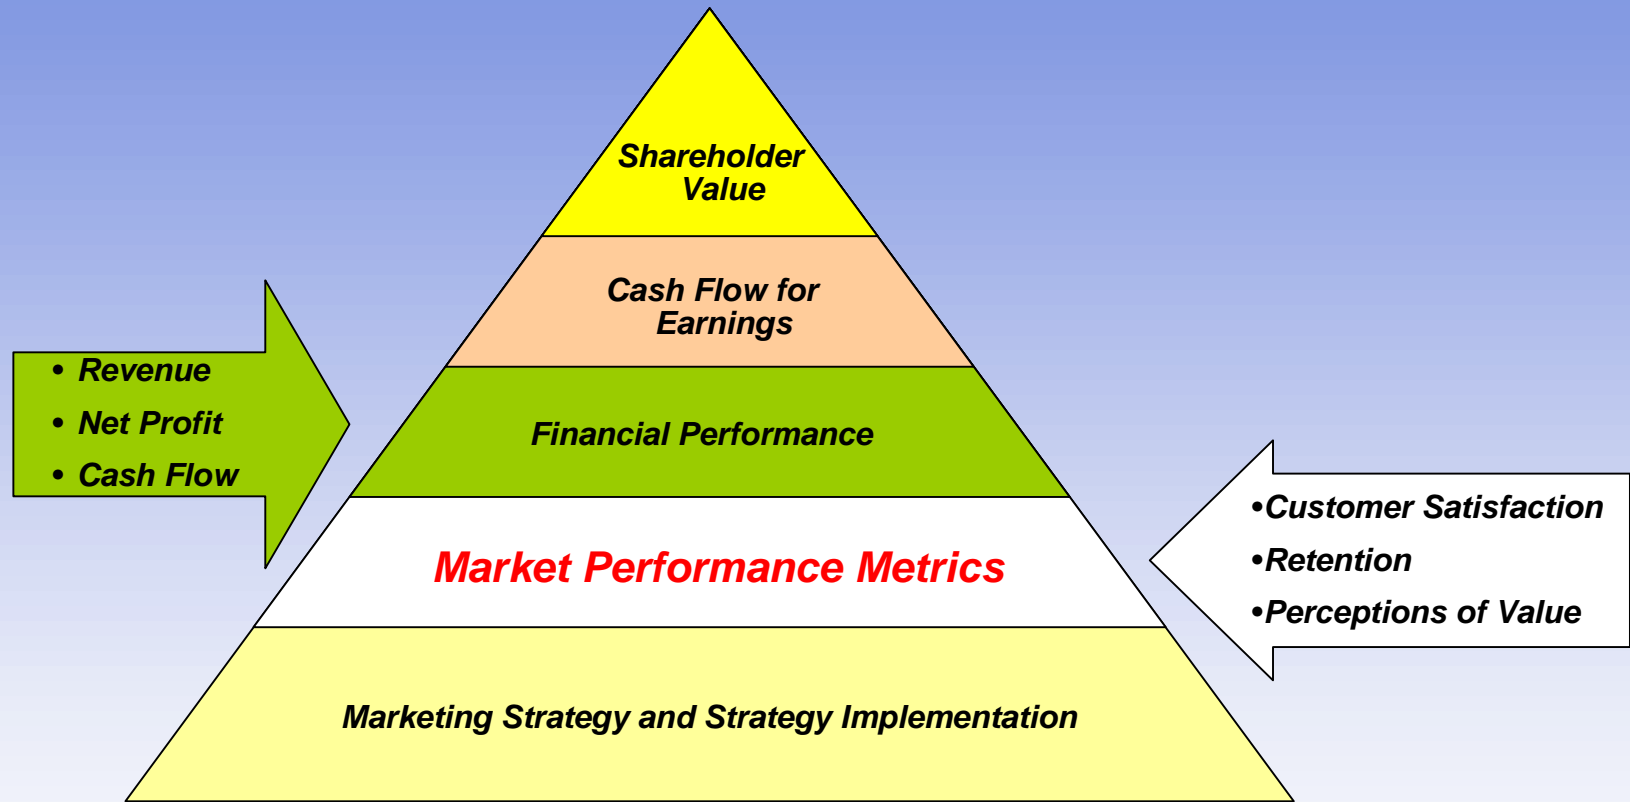 Shareholder
Value
Cash Flow for
Earnings
• Revenue
• Net Profit
• Cash Flow
Financial Performance
Market Performance Metrics
•Customer Satisfaction
•Retention
•Perceptions of Value
Marketing Strategy and Strategy Implementation